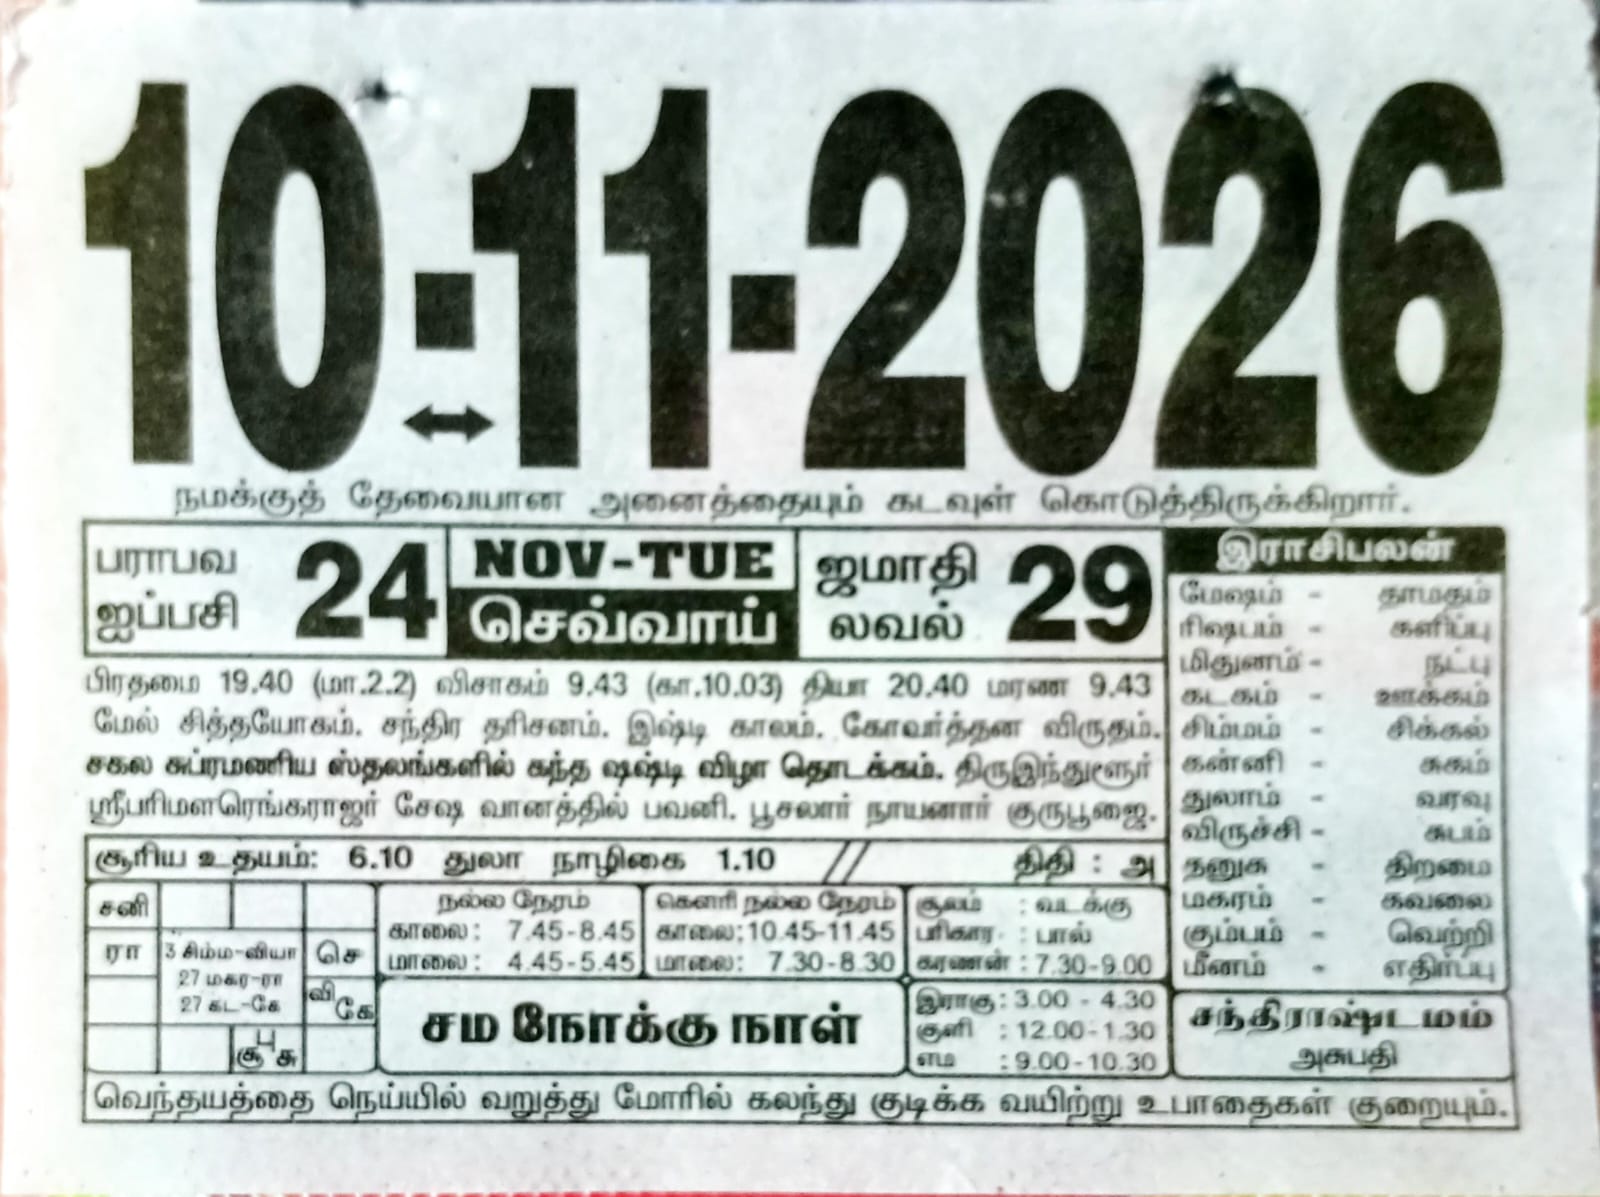 10-11-2026
நமக்குத் தேவையான அனைத்தையும் கடவுள் கொடுத்திருக்கிறார்.
பராபவ
ஐப்பசி
24
NOV-TUE
செவ்வாய்
ஜமாதி
லவல்
29
பிரதமை 19.40 (மா.2.2) விசாகம் 9.43 (கா.10.03) தியா 20.40 மரண 9.43
மேல் சித்தயோகம். சந்திர தரிசனம். இஷ்டி காலம். கோவர்த்தன விருதம்.
சகல சுப்ரமணிய ஸ்தலங்களில் கந்த ஷஷ்டி விழா தொடக்கம். திருஇந்துளூர்
ஸ்ரீபரிமளரெங்கராஜர் சேஷ வானத்தில் பவனி. பூசலார் நாயனார் குருபூஜை.
சூரிய உதயம்: 6.10 துலா நாழிகை 1.10 // திதி : அ
சனி
ரா
3 சிம்ம-வியா
27 மகர-ரா
27 கட-கே
செ
வி
கே
சூ பு சு
நல்ல நேரம்
காலை: 7.45-8.45
மாலை: 4.45-5.45
கௌரி நல்ல நேரம்
காலை:10.45-11.45
மாலை: 7.30-8.30
சூலம் : வடக்கு
பரிகார : பால்
கரணன் : 7.30-9.00
சம நோக்கு நாள்
இராகு: 3.00 - 4.30
குளி : 12.00-1.30
எம : 9.00-10.30
இராசிபலன்
மேஷம் - தாமதம்
ரிஷபம் - களிப்பு
மிதுனம் - நட்பு
கடகம் - ஊக்கம்
சிம்மம் - சிக்கல்
கன்னி - சுகம்
துலாம் - வரவு
விருச்சி - சுபம்
தனுசு - திறமை
மகரம் - கவலை
கும்பம் - வெற்றி
மீனம் - எதிர்ப்பு
சந்திராஷ்டமம்
அசுபதி
வெந்தயத்தை நெய்யில் வறுத்து மோரில் கலந்து குடிக்க வயிற்று உபாதைகள் குறையும்.